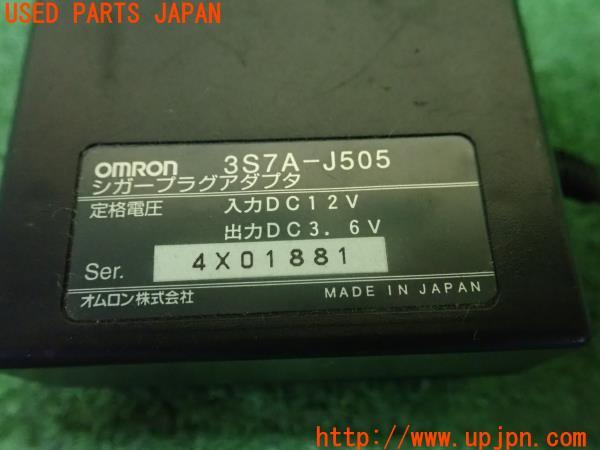 USED PARTS JAPAN
OMRON 3S7A-J505
シガープラグアダプタ
定格電圧 入力DC12V
出力DC3.6V
Ser. 4X01881
オムロン株式会社 MADE IN JAPAN
http://www.upjpn.com/